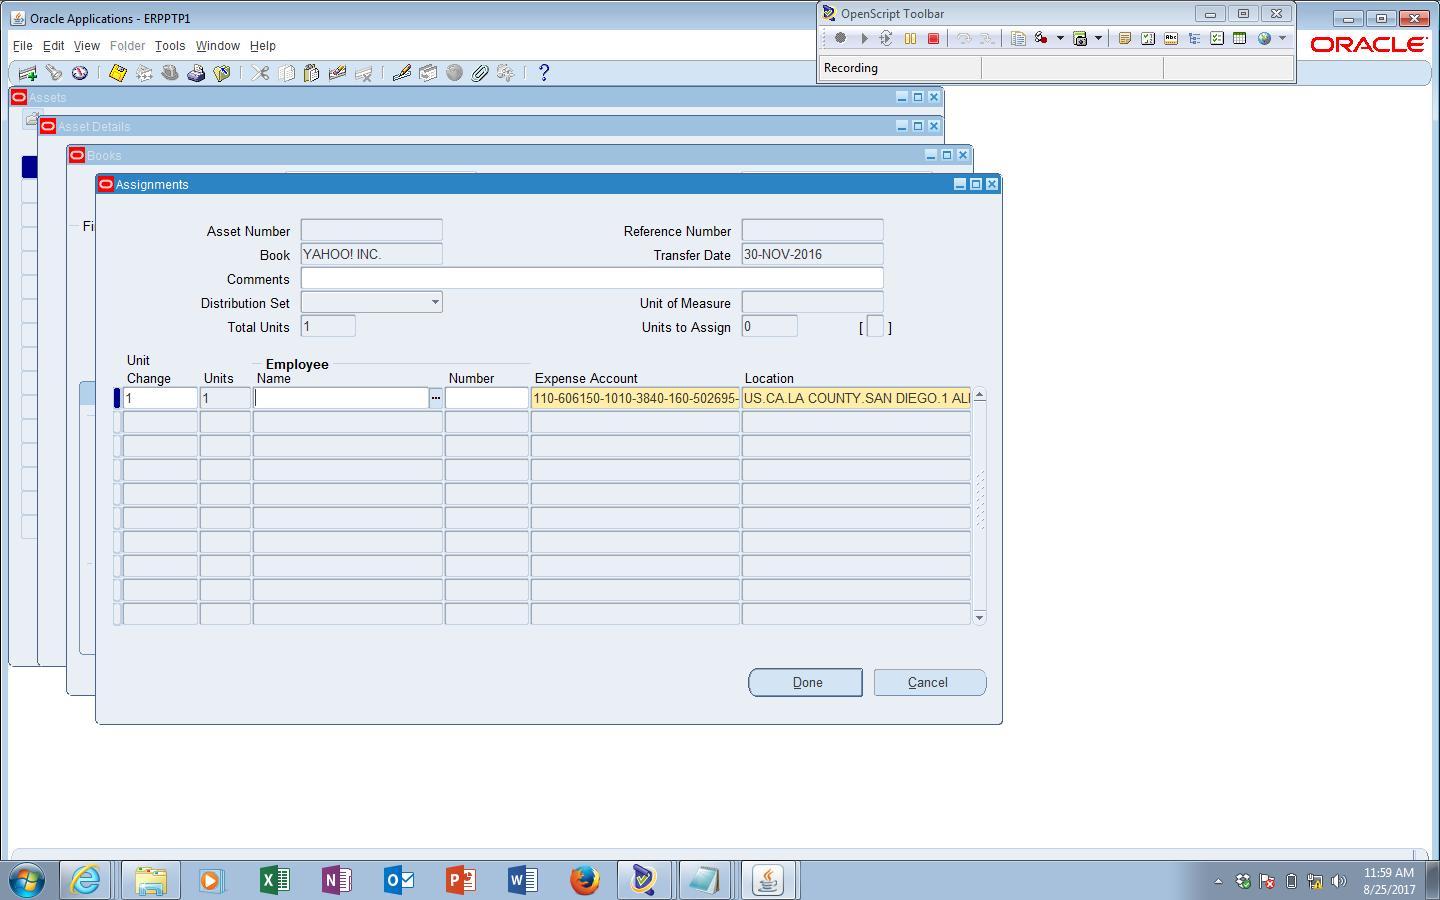 Oracle Applications - ERPPTP1
OpenScript Toolbar
File Edit View Folder Tools Window Help
ORACLE
Recording
Assets
Asset Details
Books
Assignments
Fi
Asset Number
Reference Number
Book YAHOO! INC.
Transfer Date 30-NOV-2016
Comments
Distribution Set
Unit of Measure
Total Units 1
Units to Assign 0 [ ]
Unit
Change
Units
Employee
Name
Number
Expense Account
Location
1 1 110-606150-1010-3840-160-502695- US.CA.LA COUNTY.SAN DIEGO.1 AL
Done Cancel
11:59 AM
8/25/2017